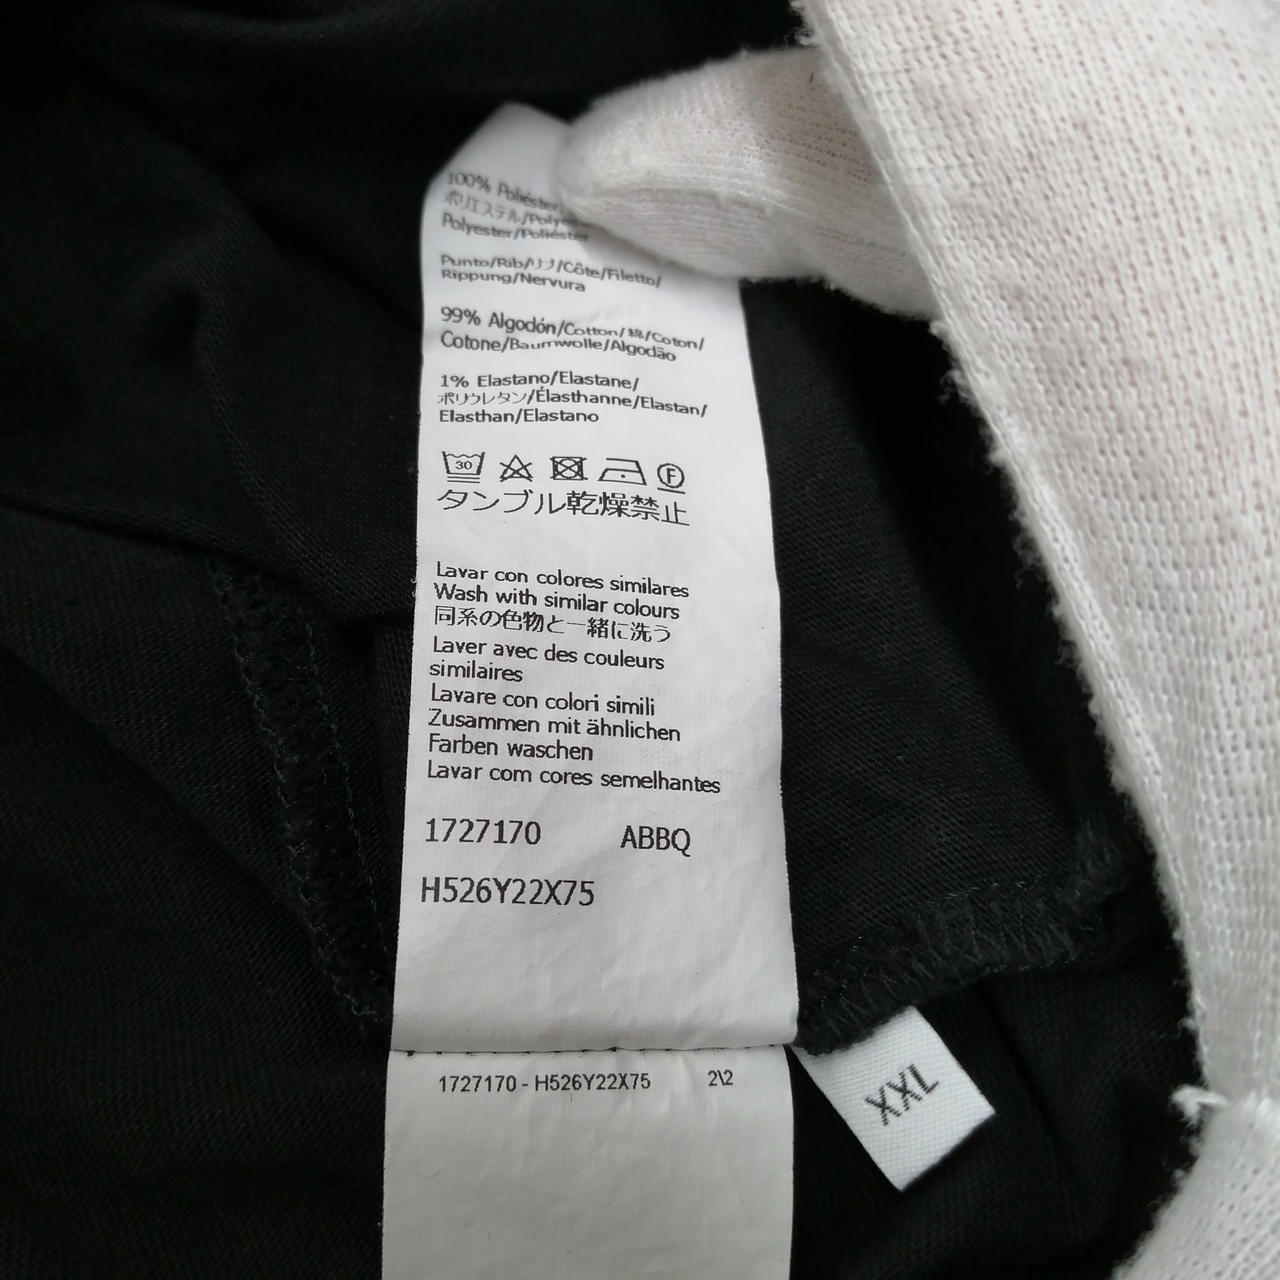 100% Poliéster
ポリエステル/Polyester
Polyester/Poliéster
Punto/Rib/リブ/Côte/Filetto/
Rippung/Nervura
99% Algodón/Cotton/綿/Coton/
Cotone/Baumwolle/Algodão
1% Elastano/Elastane/
ポリウレタン/Élasthanne/Elastan/
Elasthan/Elastano
30 F
タンブル乾燥禁止
Lavar con colores similares
Wash with similar colours
同系の色物と一緒に洗う
Laver avec des couleurs
similaires
Lavare con colori simili
Zusammen mit ähnlichen
Farben waschen
Lavar com cores semelhantes
1727170 ABBQ
H526Y22X75
1727170 - H526Y22X75 2\2
XXL